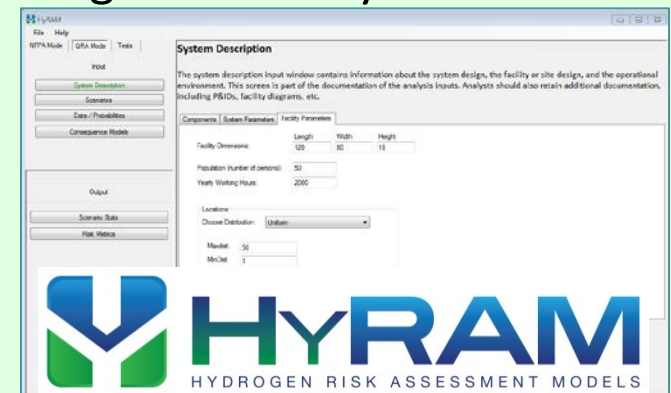 HyRAM
File Help
NFPA Mode QRA Mode Tests
Input
System Description
Scenarios
Data / Probabilities
Consequence Models
Output
Scenario Stats
Risk Metrics
System Description
The system description input window contains information about the system design, the facility or site design, and the operational
environment. This screen is part of the documentation of the analysis inputs. Analysts should also retain additional documentation,
including P&IDs, facility diagrams, etc.
Components System Parameters Facility Parameters
Length Width Height
Facility Dimensions: 120 80 10
Population (number of persons): 50
Yearly Working Hours: 2000
Locations
Choose Distribution: Uniform
50
1
HYRAM
HYDROGEN RISK ASSESSMENT MODELS